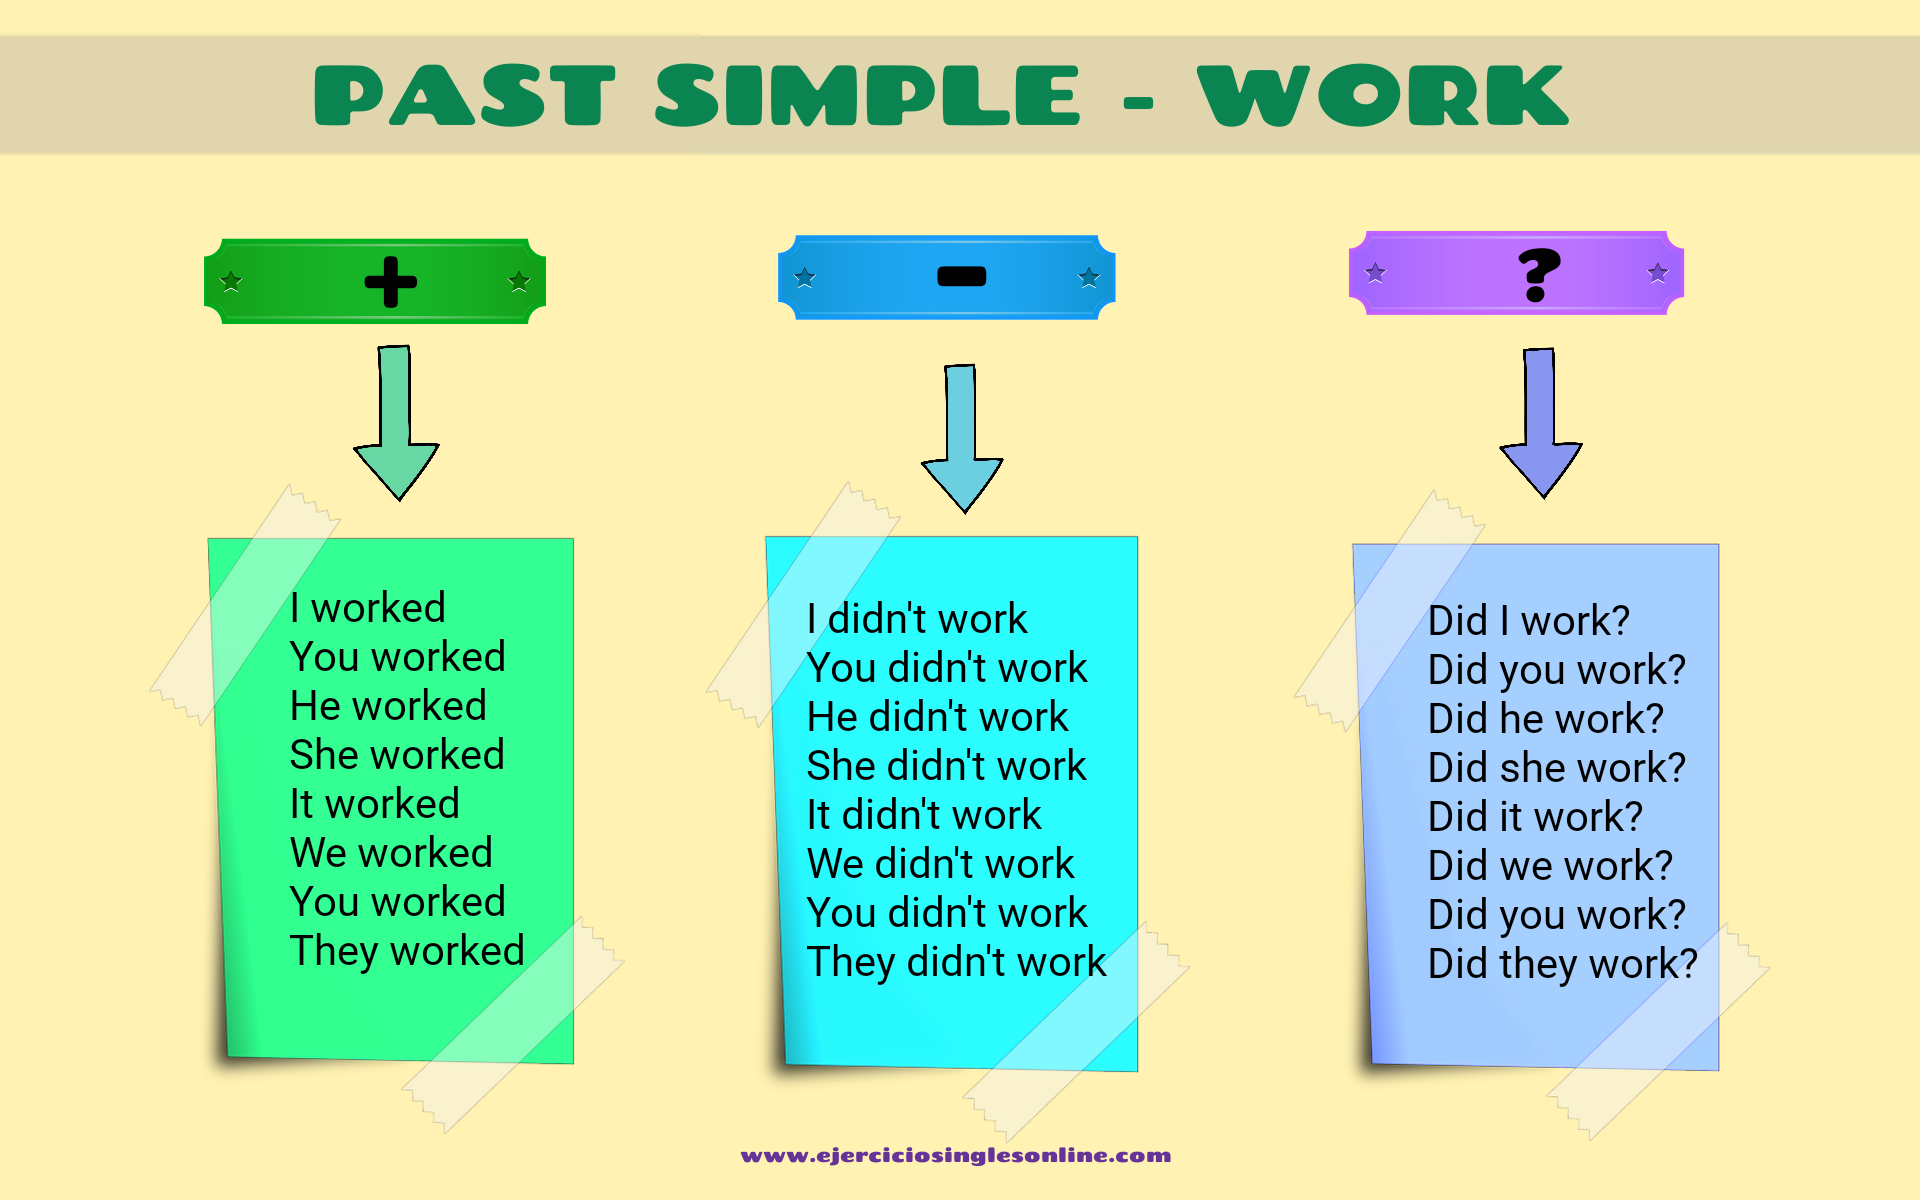 PAST SIMPLE - WORK
+
-
?
I worked
You worked
He worked
She worked
It worked
We worked
You worked
They worked
I didn't work
You didn't work
He didn't work
She didn't work
It didn't work
We didn't work
You didn't work
They didn't work
Did I work?
Did you work?
Did he work?
Did she work?
Did it work?
Did we work?
Did you work?
Did they work?
www.ejerciciosinglesonline.com